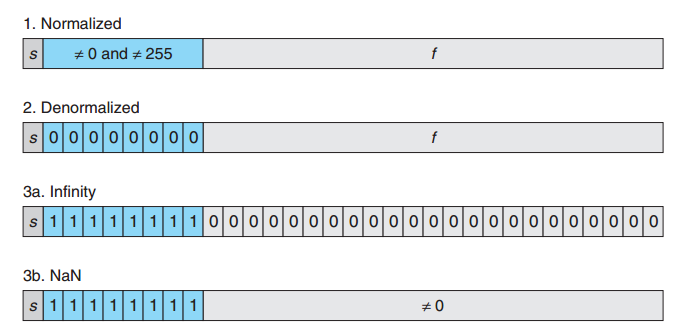 1. Normalized
s ≠ 0 and ≠ 255 f
2. Denormalized
s 0 0 0 0 0 0 0 0 f
3a. Infinity
s 1 1 1 1 1 1 1 1 0 0 0 0 0 0 0 0 0 0 0 0 0 0 0 0 0 0 0 0 0 0 0
3b. NaN
s 1 1 1 1 1 1 1 1 ≠ 0